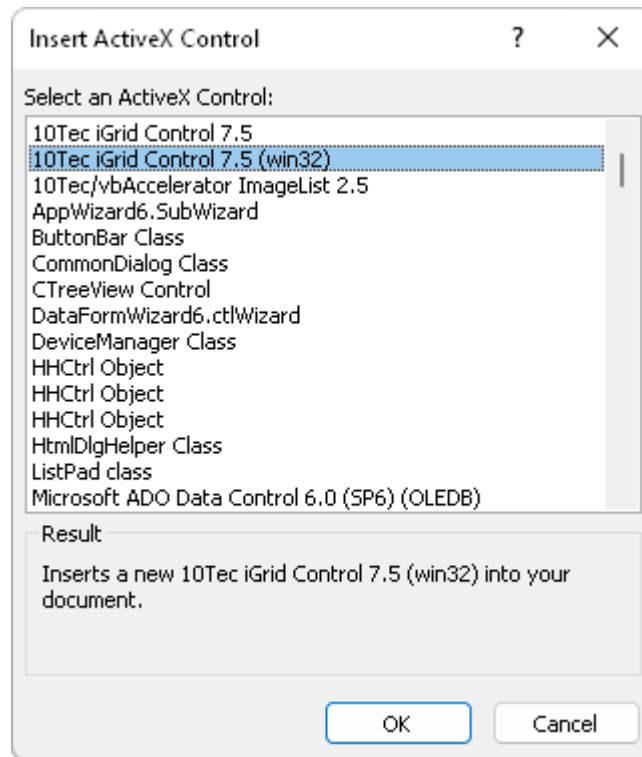 Insert ActiveX Control ?
Select an ActiveX Control:
10Tec iGrid Control 7.5
10Tec iGrid Control 7.5 (win32)
10Tec/vbAccelerator ImageList 2.5
AppWizard6.SubWizard
ButtonBar Class
CommonDialog Class
CTreeView Control
DataFormWizard6.ctlWizard
DeviceManager Class
HHCtrl Object
HHCtrl Object
HHCtrl Object
HtmlDlgHelper Class
ListPad class
Microsoft ADO Data Control 6.0 (SP6) (OLEDB)
Result
Inserts a new 10Tec iGrid Control 7.5 (win32) into your
document.
OK Cancel